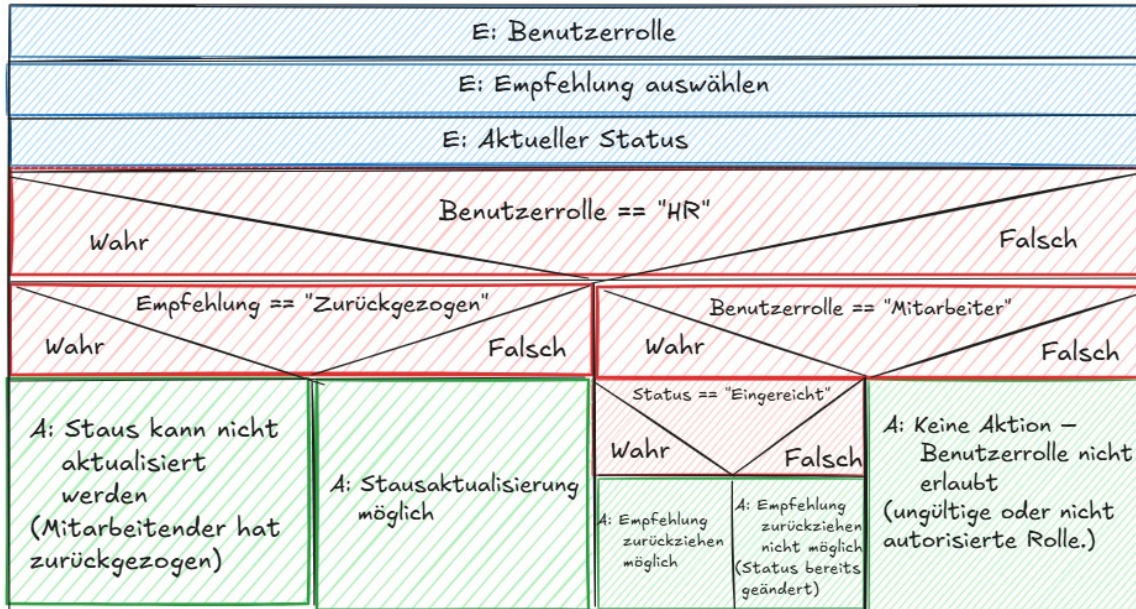 E: Benutzerrolle
E: Empfehlung auswählen
E: Aktueller Status
Benutzerrolle == "HR"
Wahr
Falsch
Empfehlung == "Zurückgezogen"
Wahr
Falsch
Benutzerrolle == "Mitarbeiter"
Wahr
Falsch
A: Staus kann nicht
aktualisiert
werden
(Mitarbeitender hat
zurückgezogen)
A: Stausaktualisierung
möglich
Status == "Eingereicht"
Wahr
Falsch
A: Empfehlung
zurückziehen
möglich
A: Empfehlung
zurückziehen
nicht möglich
(Status bereits
geändert)
A: Keine Aktion –
Benutzerrolle nicht
erlaubt
(ungültige oder nicht
autorisierte Rolle.)